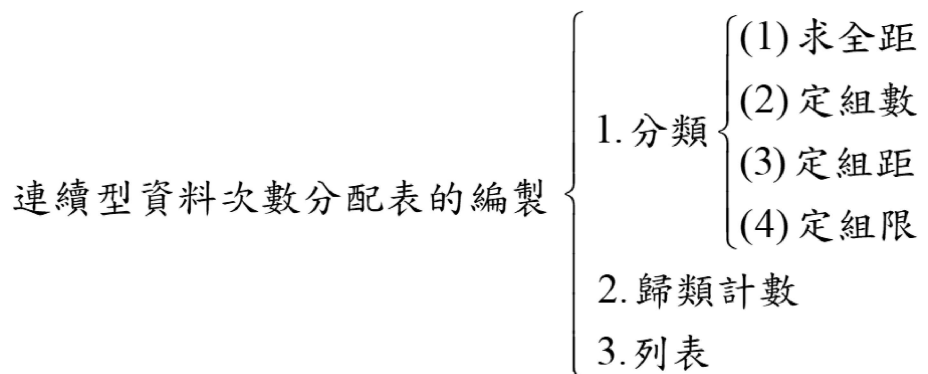 連續型資料次數分配表的編製
1.分類
(1)求全距
(2)定組數
(3)定組距
(4)定組限
2.歸類計數
3.列表